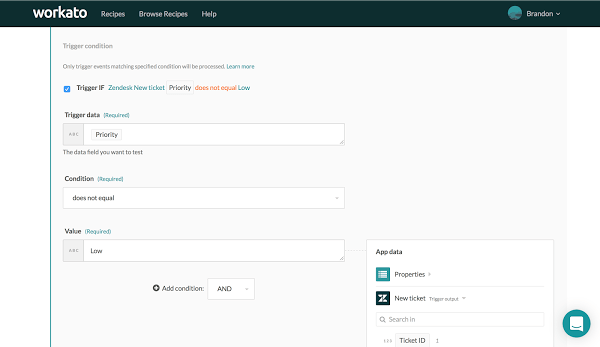 workato Recipes Browse Recipes Help Brandon
Trigger condition
Only trigger events matching specified condition will be processed. Learn more
Trigger IF Zendesk New ticket Priority does not equal Low
Trigger data (Required)
ABC Priority
The data field you want to test
Condition (Required)
does not equal
Value (Required)
ABC Low
App data
Properties
Add condition: AND
New ticket Trigger output
Search in
123 Ticket ID 1